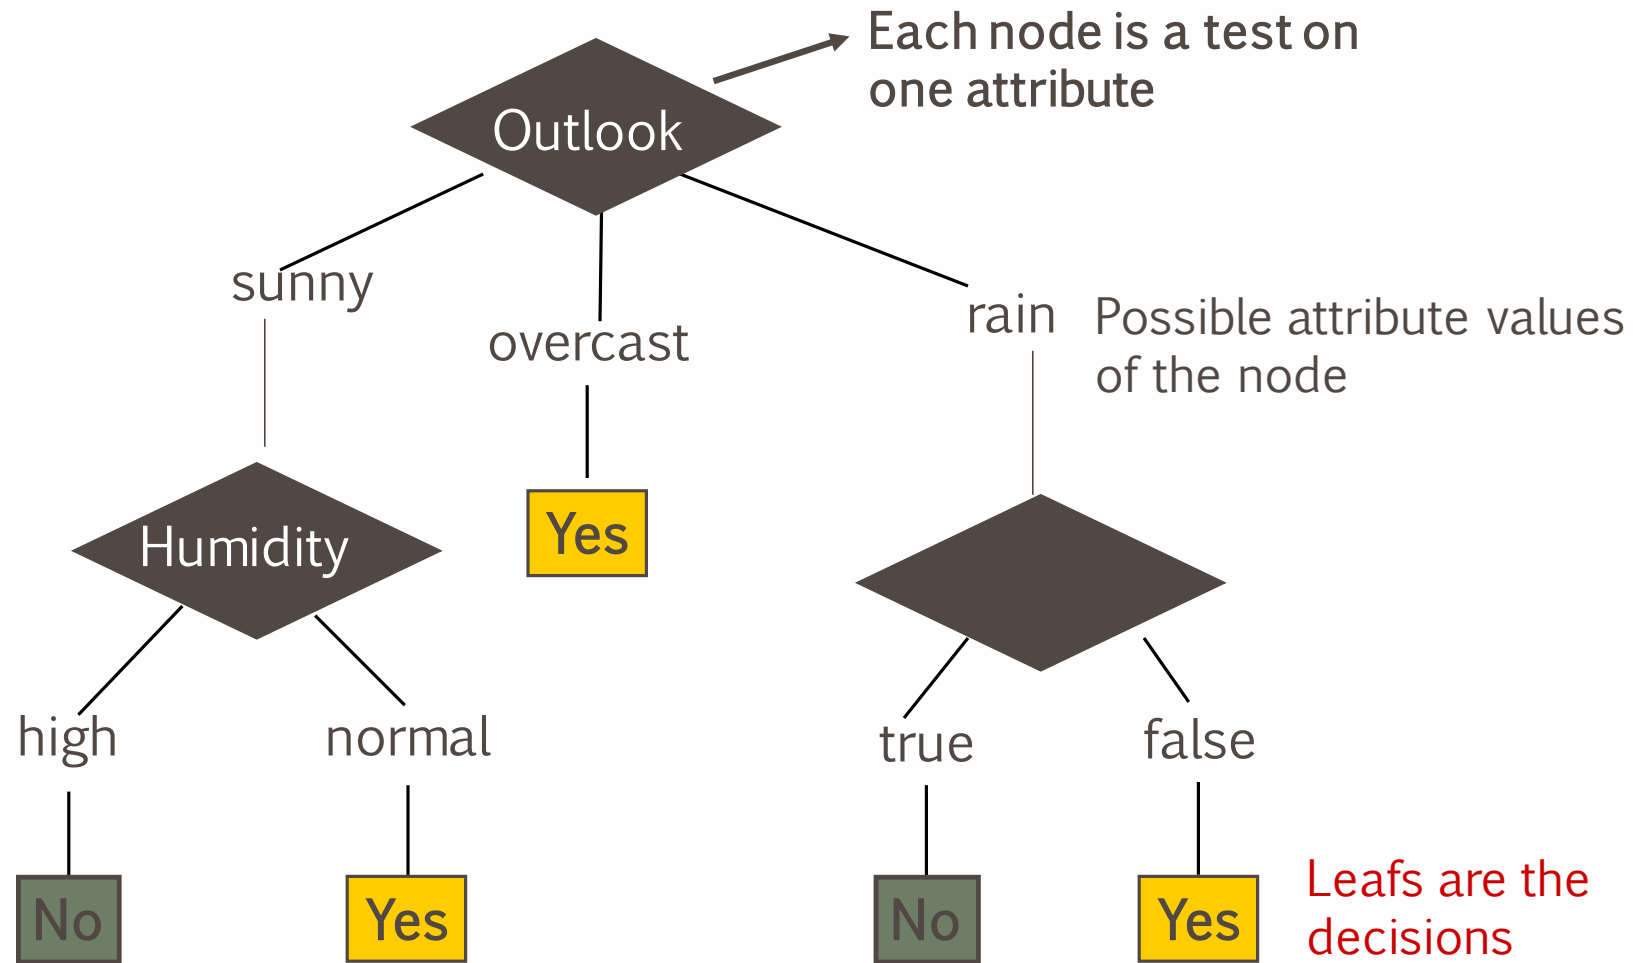 Each node is a test on
one attribute
Outlook
sunny
overcast
rain
Possible attribute values
of the node
Humidity
Yes
high
normal
true
false
No
Yes
No
Yes
Leafs are the
decisions